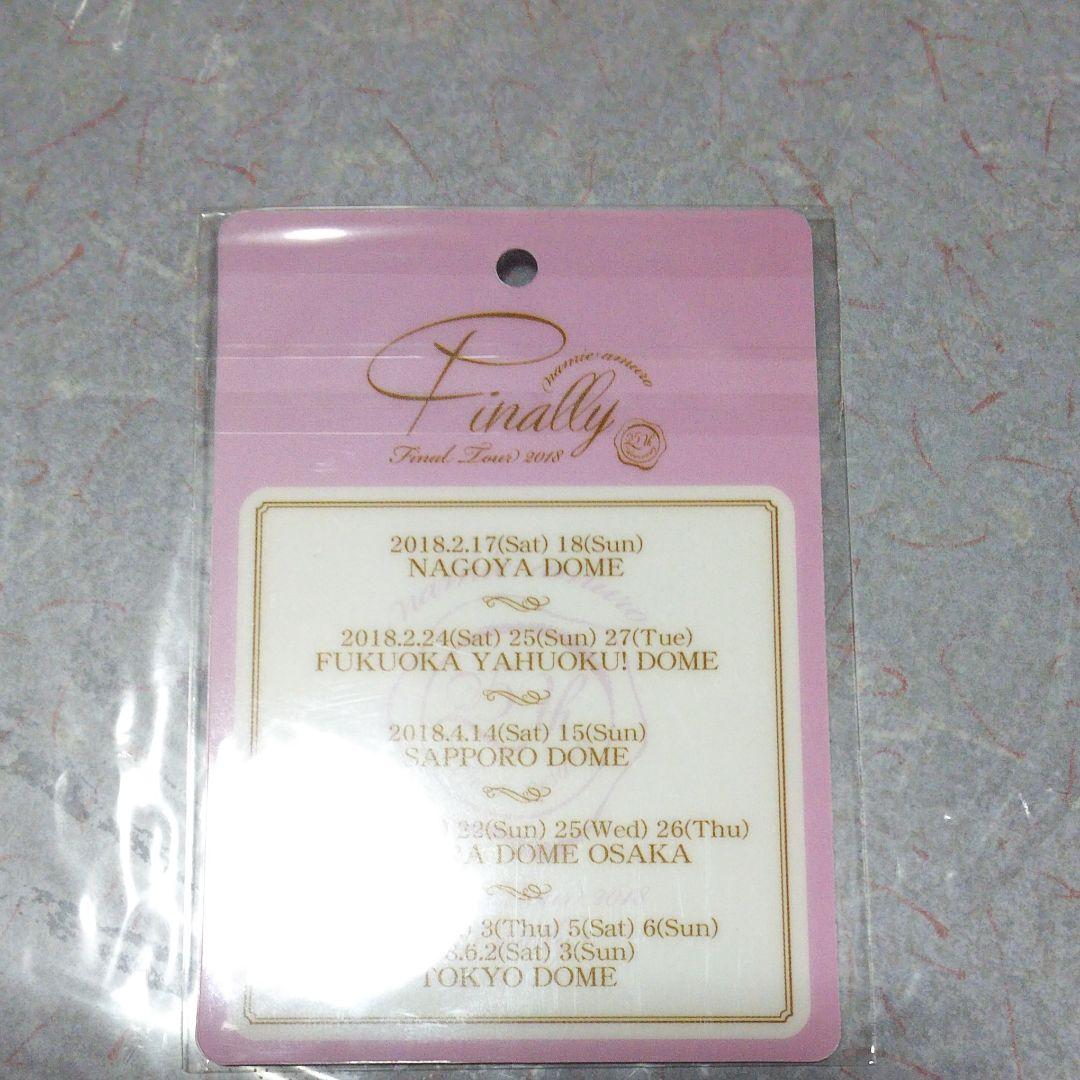 namie amuro
Finally
25th
Final Tour 2018
2018.2.17(Sat) 18(Sun)
NAGOYA DOME
2018.2.24(Sat) 25(Sun) 27(Tue)
FUKUOKA YAHUOKU! DOME
2018.4.14(Sat) 15(Sun)
SAPPORO DOME
22(Sun) 25(Wed) 26(Thu)
DOME OSAKA
3(Thu) 5(Sat) 6(Sun)
.6.2(Sat) 3(Sun)
TOKYO DOME